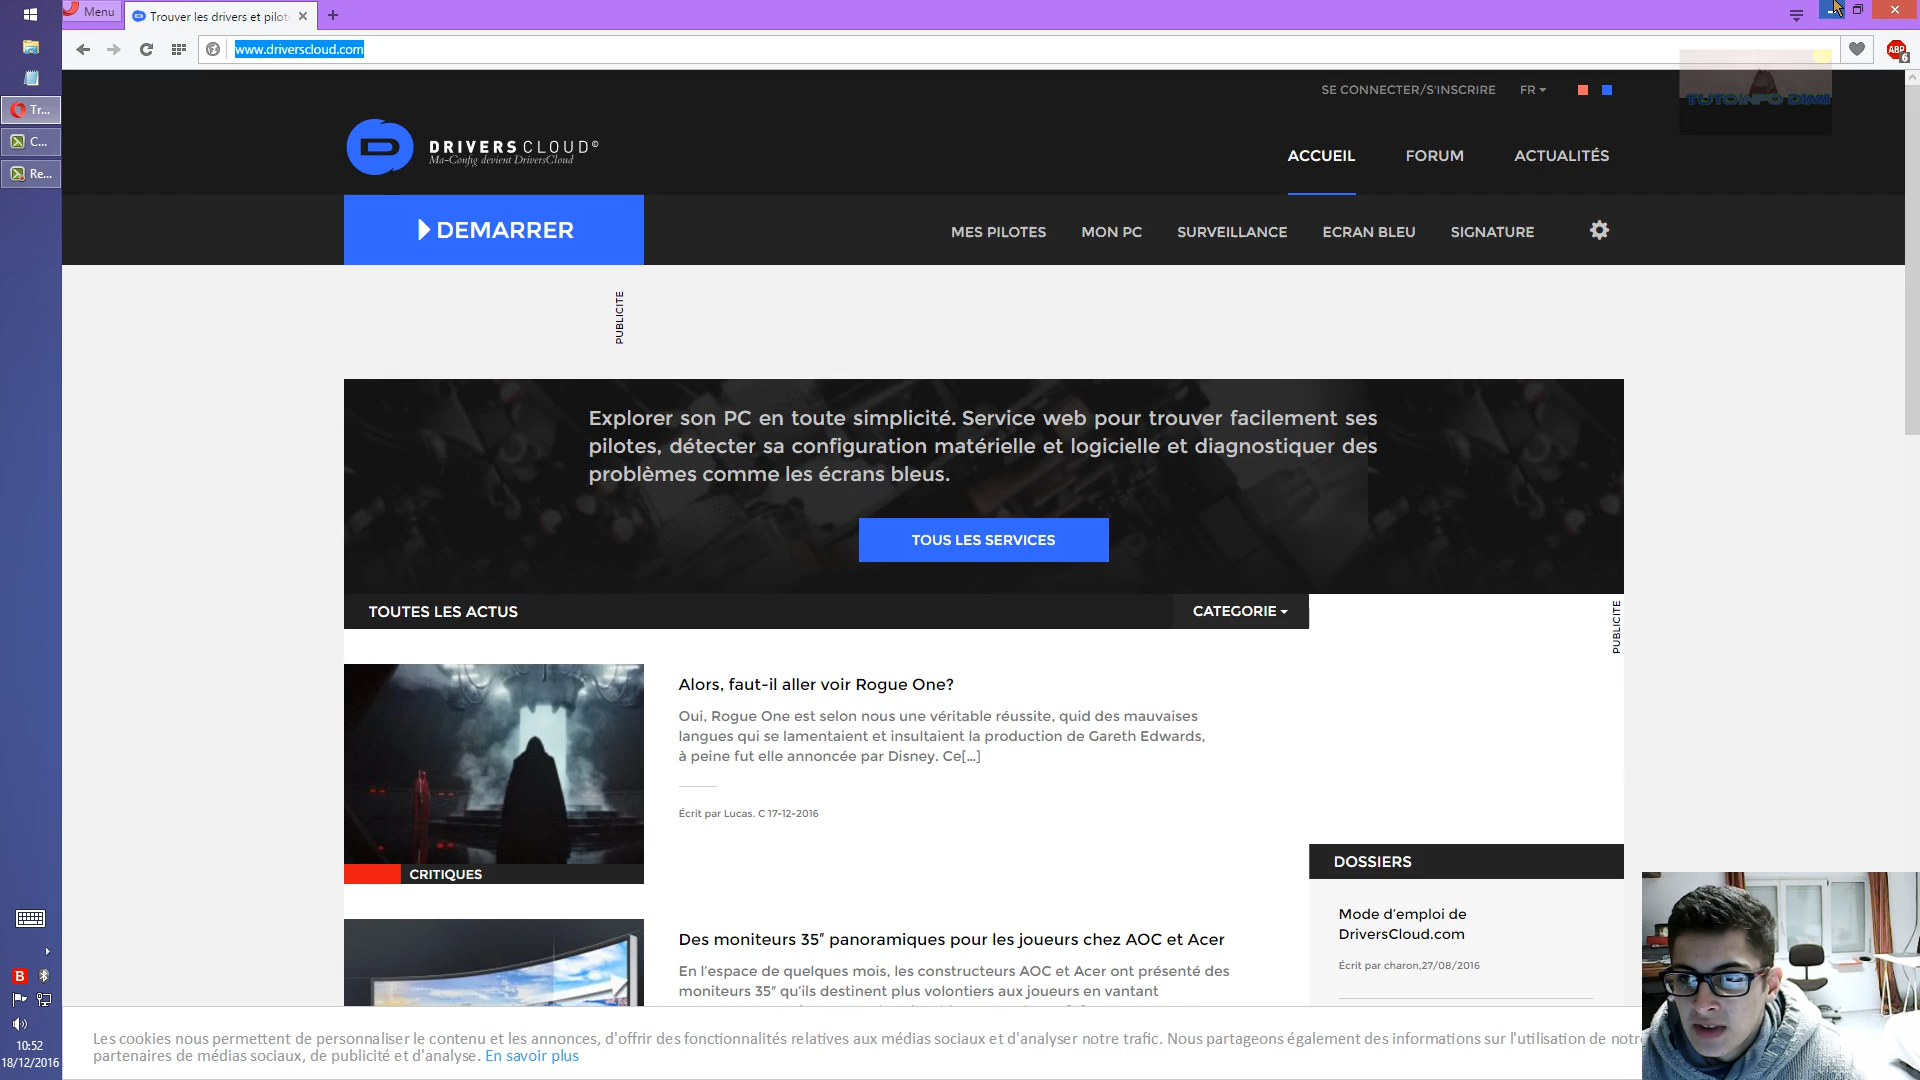 Menu
Trouver les drivers et pilot
www.driverscloud.com
ABP
6
Tr...
C...
Re...
SE CONNECTER/S'INSCRIRE
FR
TUTOINFO DIMI
DRIVERSCLOUD©
Ma-Config devient DriversCloud
ACCUEIL
FORUM
ACTUALITÉS
DEMARRER
MES PILOTES
MON PC
SURVEILLANCE
ECRAN BLEU
SIGNATURE
PUBLICITE
Explorer son PC en toute simplicité. Service web pour trouver facilement ses
pilotes, détecter sa configuration matérielle et logicielle et diagnostiquer des
problèmes comme les écrans bleus.
TOUS LES SERVICES
TOUTES LES ACTUS
CATEGORIE
PUBLICITE
Alors, faut-il aller voir Rogue One?
Oui, Rogue One est selon nous une véritable réussite, quid des mauvaises
langues qui se lamentaient et insultaient la production de Gareth Edwards,
à peine fut elle annoncée par Disney. Ce[...]
Écrit par Lucas. C 17-12-2016
CRITIQUES
DOSSIERS
Mode d'emploi de
DriversCloud.com
Écrit par charon,27/08/2016
Des moniteurs 35" panoramiques pour les joueurs chez AOC et Acer
En l'espace de quelques mois, les constructeurs AOC et Acer ont présenté des
moniteurs 35" qu'ils destinent plus volontiers aux joueurs en vantant
Les cookies nous permettent de personnaliser le contenu et les annonces, d'offrir des fonctionnalités relatives aux médias sociaux et d'analyser notre trafic. Nous partageons également des informations sur l'utilisation de notr
partenaires de médias sociaux, de publicité et d'analyse. En savoir plus
B
10:52
18/12/2016